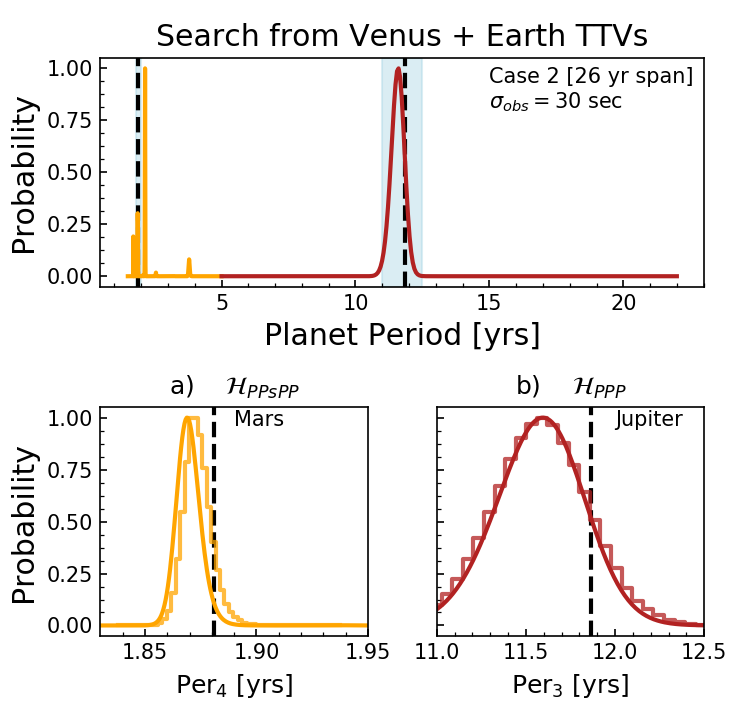 Search from Venus + Earth TTVs
Probability
1.00
0.75
0.50
0.25
0.00
Case 2 [26 yr span]
σ_obs = 30 sec
5 10 15 20
Planet Period [yrs]
a) ℋ_PPsPP
Probability
1.00
0.75
0.50
0.25
0.00
Mars
1.85 1.90 1.95
Per₄ [yrs]
b) ℋ_PPP
Jupiter
11.0 11.5 12.0 12.5
Per₃ [yrs]